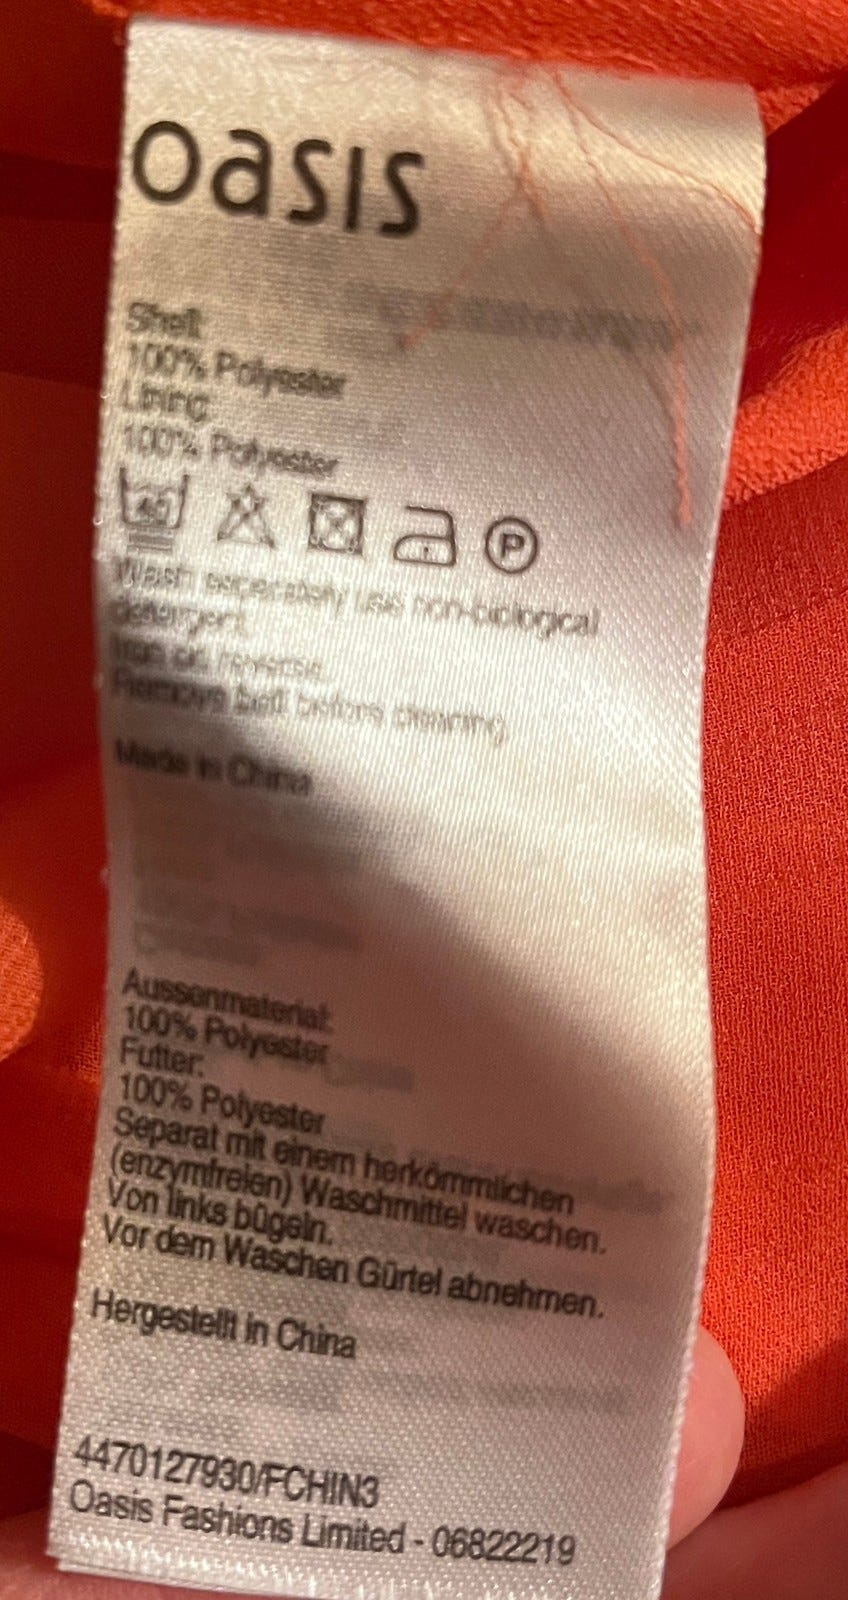 oasis
Shell:
100% Polyester
Lining:
100% Polyester
40
P
Wash seperately use non-biological
detergent.
Iron on reverse.
Remove belt before cleaning
Made in China
Aussenmaterial:
100% Polyester
Futter:
100% Polyester
Separat mit einem herkömmlichen
(enzymfreien) Waschmittel waschen.
Von links bügeln.
Vor dem Waschen Gürtel abnehmen.
Hergestellt in China
4470127930/FCHIN3
Oasis Fashions Limited - 06822219